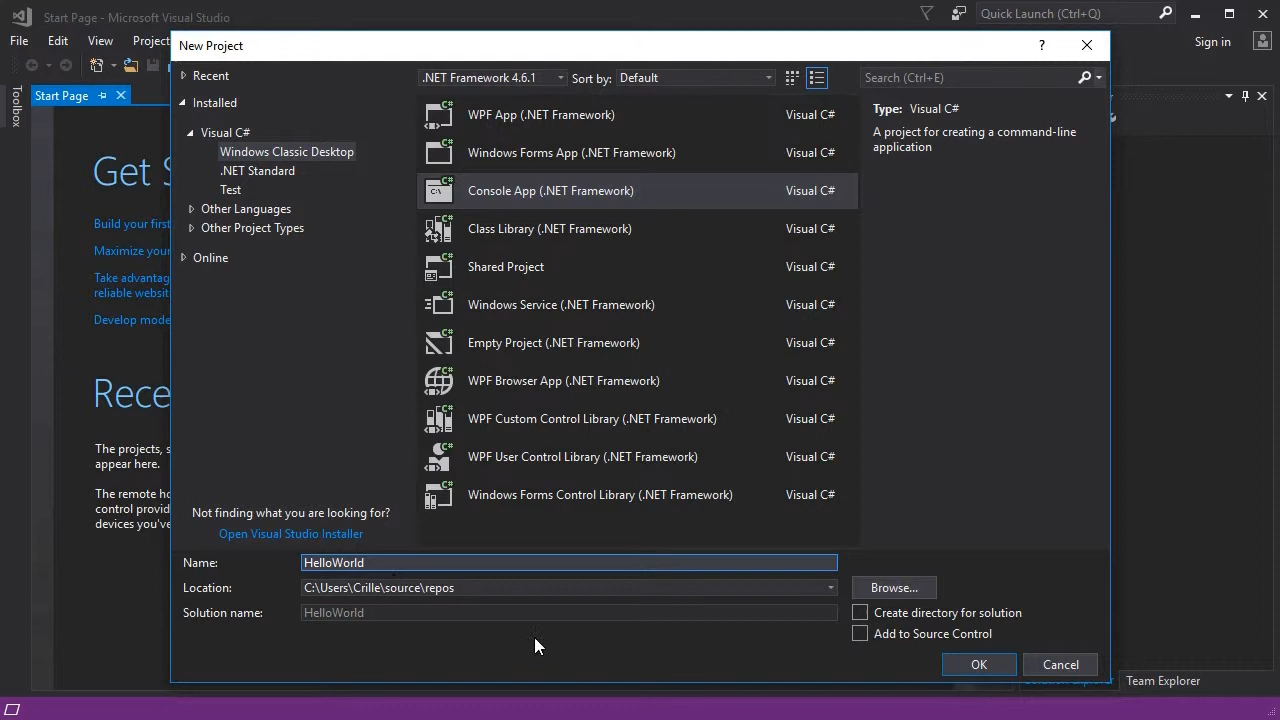 Start Page - Microsoft Visual Studio
Quick Launch (Ctrl+Q)
File Edit View Project
Sign in
Toolbox
Start Page
Get S
Build your first
Maximize your
Take advantag
reliable websit
Develop mode
Rece
The projects, s
appear here.
The remote ho
control provid
devices you've
New Project
?
Recent
Installed
Visual C#
Windows Classic Desktop
.NET Standard
Test
Other Languages
Other Project Types
Online
Not finding what you are looking for?
Open Visual Studio Installer
.NET Framework 4.6.1 Sort by: Default
Search (Ctrl+E)
WPF App (.NET Framework) Visual C#
Windows Forms App (.NET Framework) Visual C#
Console App (.NET Framework) Visual C#
Class Library (.NET Framework) Visual C#
Shared Project Visual C#
Windows Service (.NET Framework) Visual C#
Empty Project (.NET Framework) Visual C#
WPF Browser App (.NET Framework) Visual C#
WPF Custom Control Library (.NET Framework) Visual C#
WPF User Control Library (.NET Framework) Visual C#
Windows Forms Control Library (.NET Framework) Visual C#
Type: Visual C#
A project for creating a command-line
application
Name: HelloWorld
Location: C:\Users\Crille\source\repos
Browse...
Solution name: HelloWorld
Create directory for solution
Add to Source Control
OK Cancel
Team Explorer